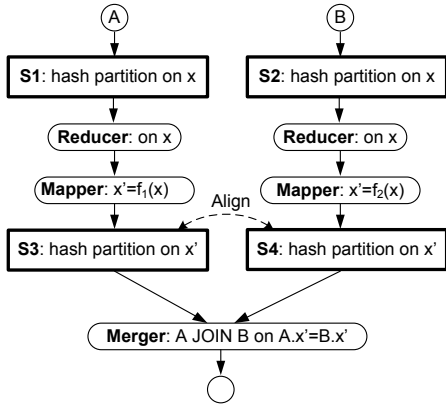 A
B
S1: hash partition on x
S2: hash partition on x
Reducer: on x
Reducer: on x
Mapper: x'=f₁(x)
Mapper: x'=f₂(x)
Align
S3: hash partition on x'
S4: hash partition on x'
Merger: A JOIN B on A.x'=B.x'